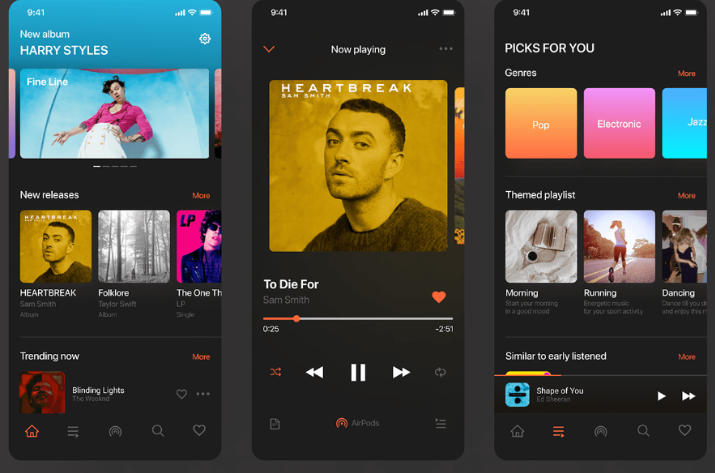 9:41
New album
HARRY STYLES
Fine Line
New releases
More
HEARTBREAK
HEARTBREAK
Sam Smith
Album
Folklore
Taylor Swift
Album
LP
The One Th
LP
Single
Trending now
More
Blinding Lights
The Weeknd
9:41
Now playing
HEARTBREAK
SAM SMITH
To Die For
Sam Smith
0:25
-2:51
AirPods
9:41
PICKS FOR YOU
Genres
More
Pop
Electronic
Jazz
Themed playlist
More
Morning
Start your morning
in a good mood
Running
Energetic music
for your sport activity
Dancing
Dance till you dr
and enjoy this n
Similar to early listened
More
Shape of You
Ed Sheeran